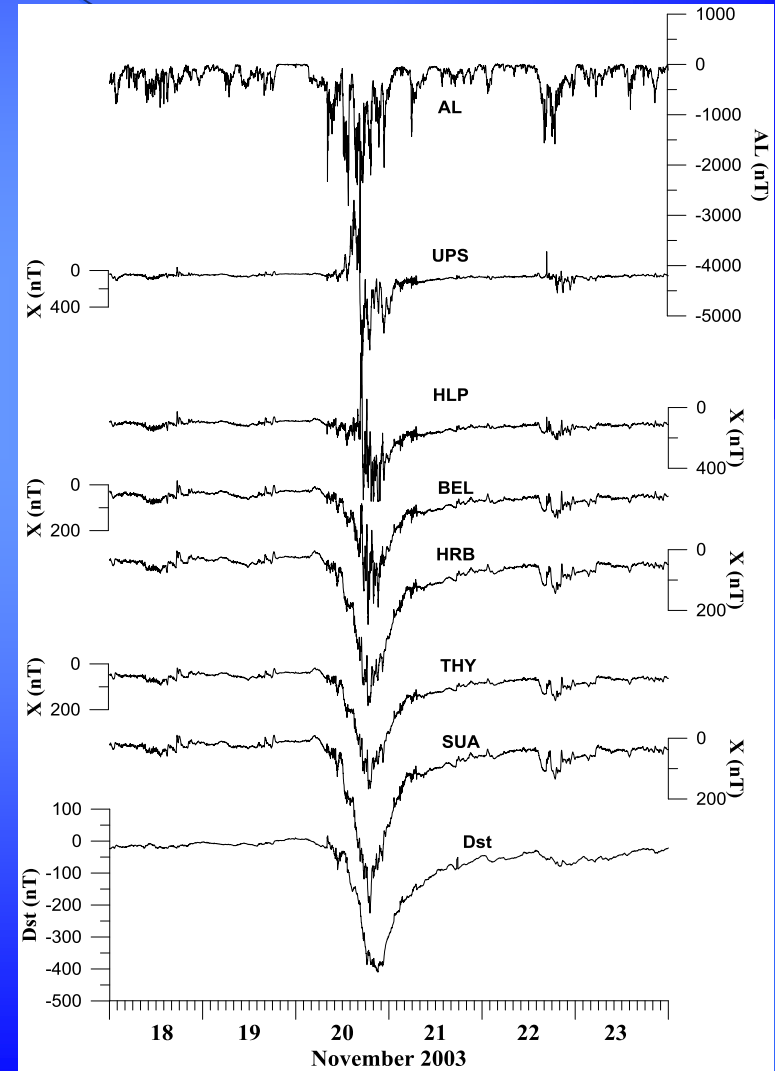 1000
0
-1000
-2000
-3000
-4000
-5000
AL (nT)
AL
UPS
0
400
X (nT)
HLP
0
400
X (nT)
BEL
0
200
X (nT)
HRB
0
200
X (nT)
THY
0
200
X (nT)
SUA
0
200
X (nT)
Dst
100
0
-100
-200
-300
-400
-500
Dst (nT)
18 19 20 21 22 23
November 2003